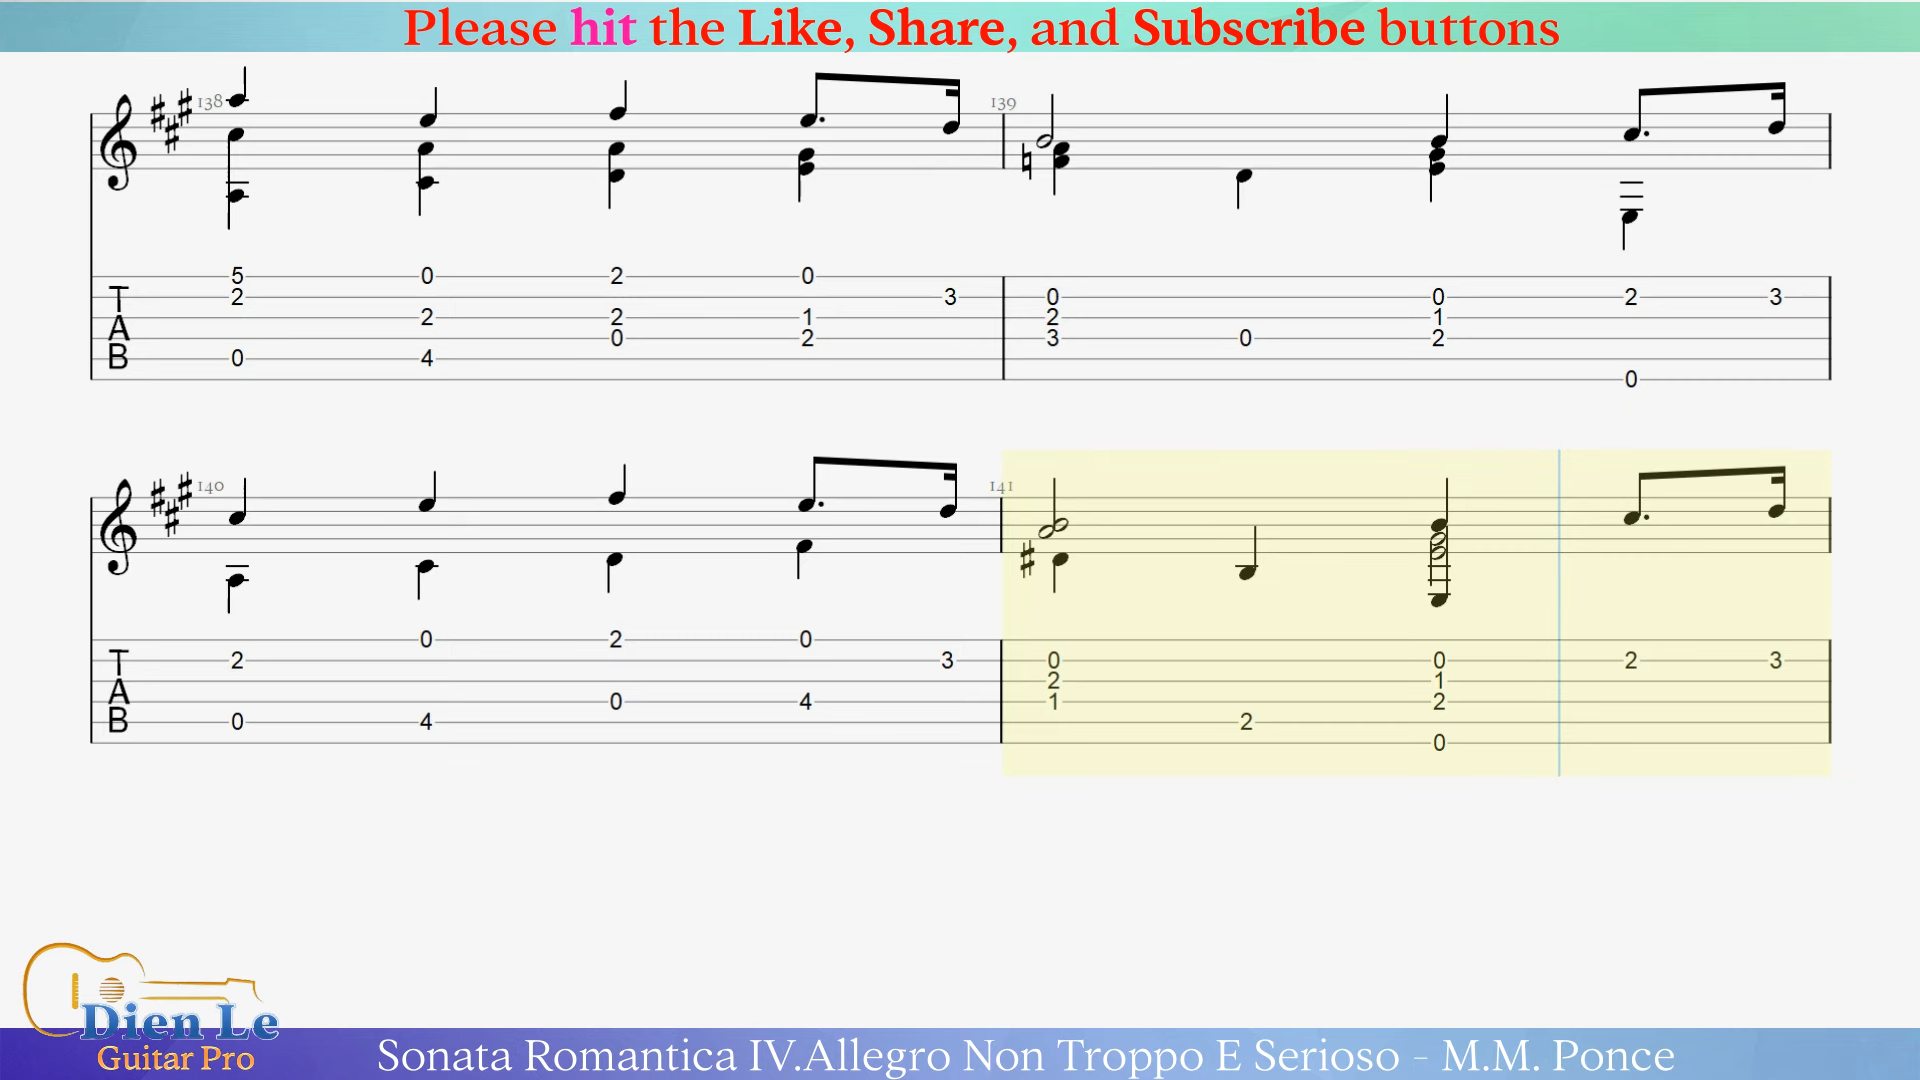 Please hit the Like, Share, and Subscribe buttons
138 139
5 0 2 0 0 0 2 3
2 3
2 2 1 2 1
0 2 3 0 2
0 4
0
TAB
140 141
0 2 0
2 3 0 0 2 3
2 1
0 4 1 2
0 4 2
0
TAB
Dien Le
Guitar Pro
Sonata Romantica IV.Allegro Non Troppo E Serioso - M.M. Ponce